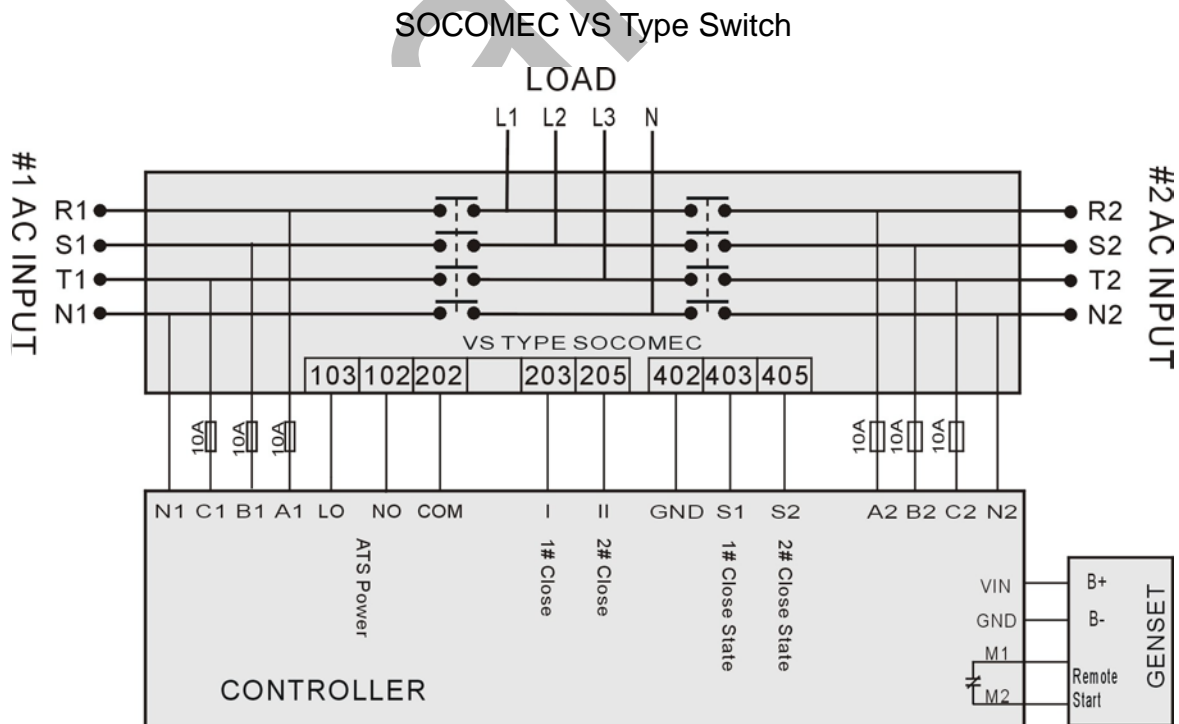 SOCOMEC VS Type Switch
LOAD
L1 L2 L3 N
#1 AC INPUT
R1
S1
T1
N1
R2
S2
T2
N2
#2 AC INPUT
VS TYPE SOCOMEC
103 102 202 203 205 402 403 405
10A 10A 10A 10A 10A 10A
N1 C1 B1 A1 LO NO COM I II GND S1 S2 A2 B2 C2 N2
ATS Power
1# Close
2# Close
1# Close State
2# Close State
VIN
GND
M1
M2
B+
B-
Remote
Start
GENSET
CONTROLLER